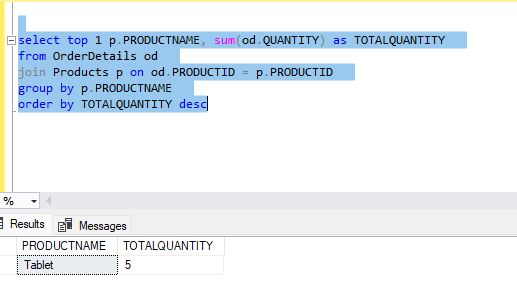 select top 1 p.PRODUCTNAME, sum(od.QUANTITY) as TOTALQUANTITY
from OrderDetails od
join Products p on od.PRODUCTID = p.PRODUCTID
group by p.PRODUCTNAME
order by TOTALQUANTITY desc
%
Results Messages
PRODUCTNAME TOTALQUANTITY
Tablet 5